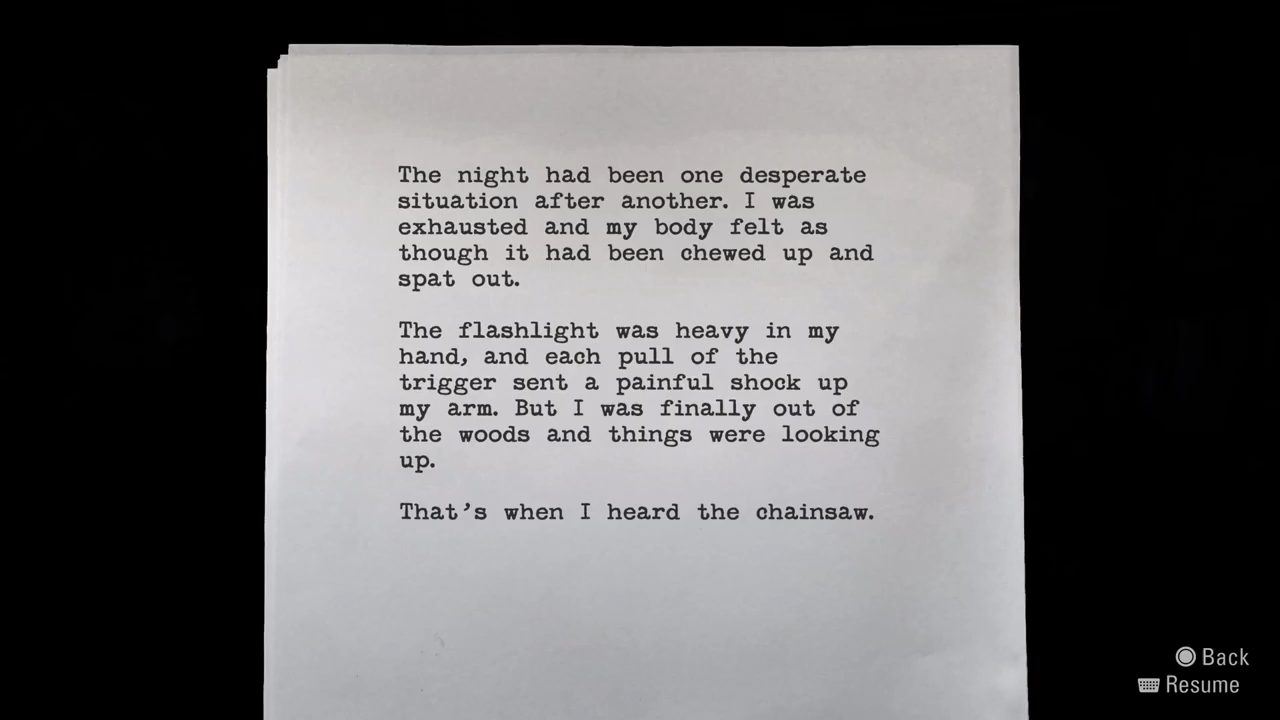 The night had been one desperate
situation after another. I was
exhausted and my body felt as
though it had been chewed up and
spat out.
The flashlight was heavy in my
hand, and each pull of the
trigger sent a painful shock up
my arm. But I was finally out of
the woods and things were looking
up.
That's when I heard the chainsaw.
Back
Resume